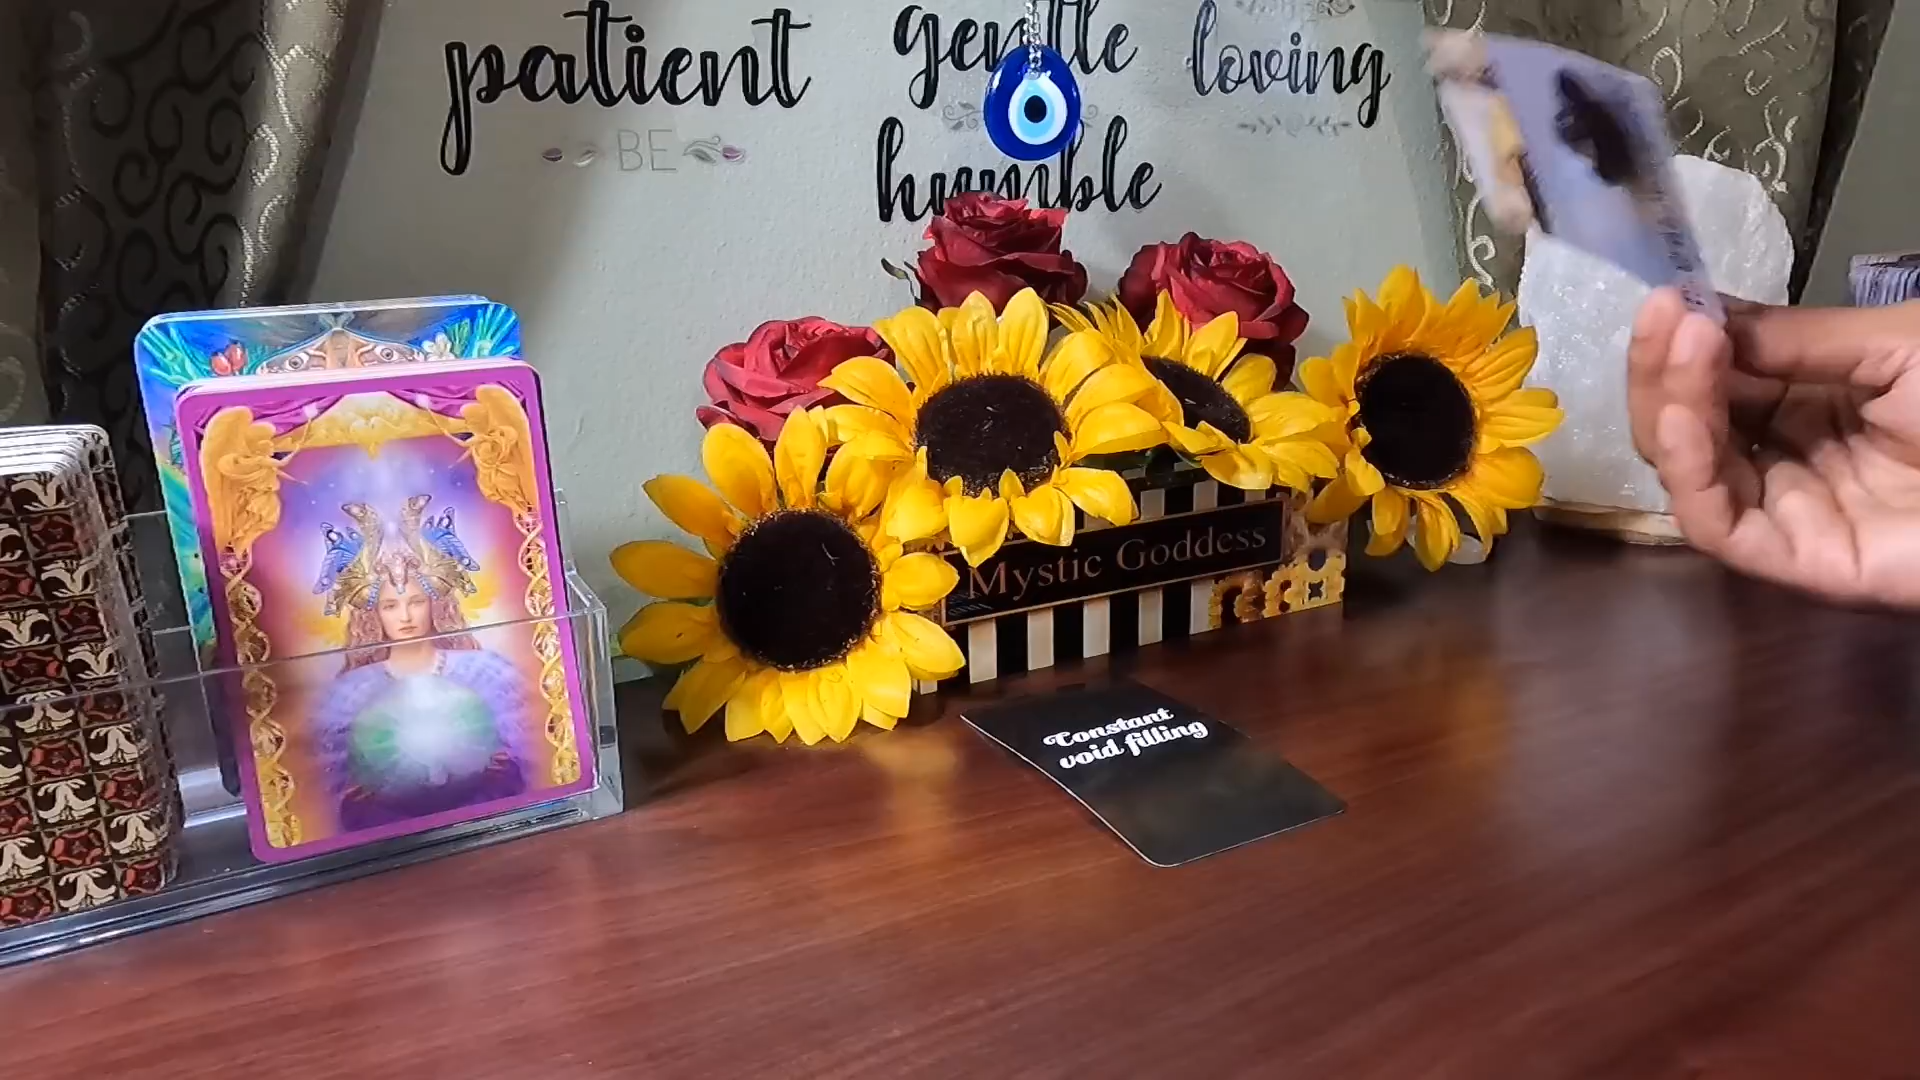 patient
gentle
loving
BE
humble
Mystic Goddess
Constant
void filling